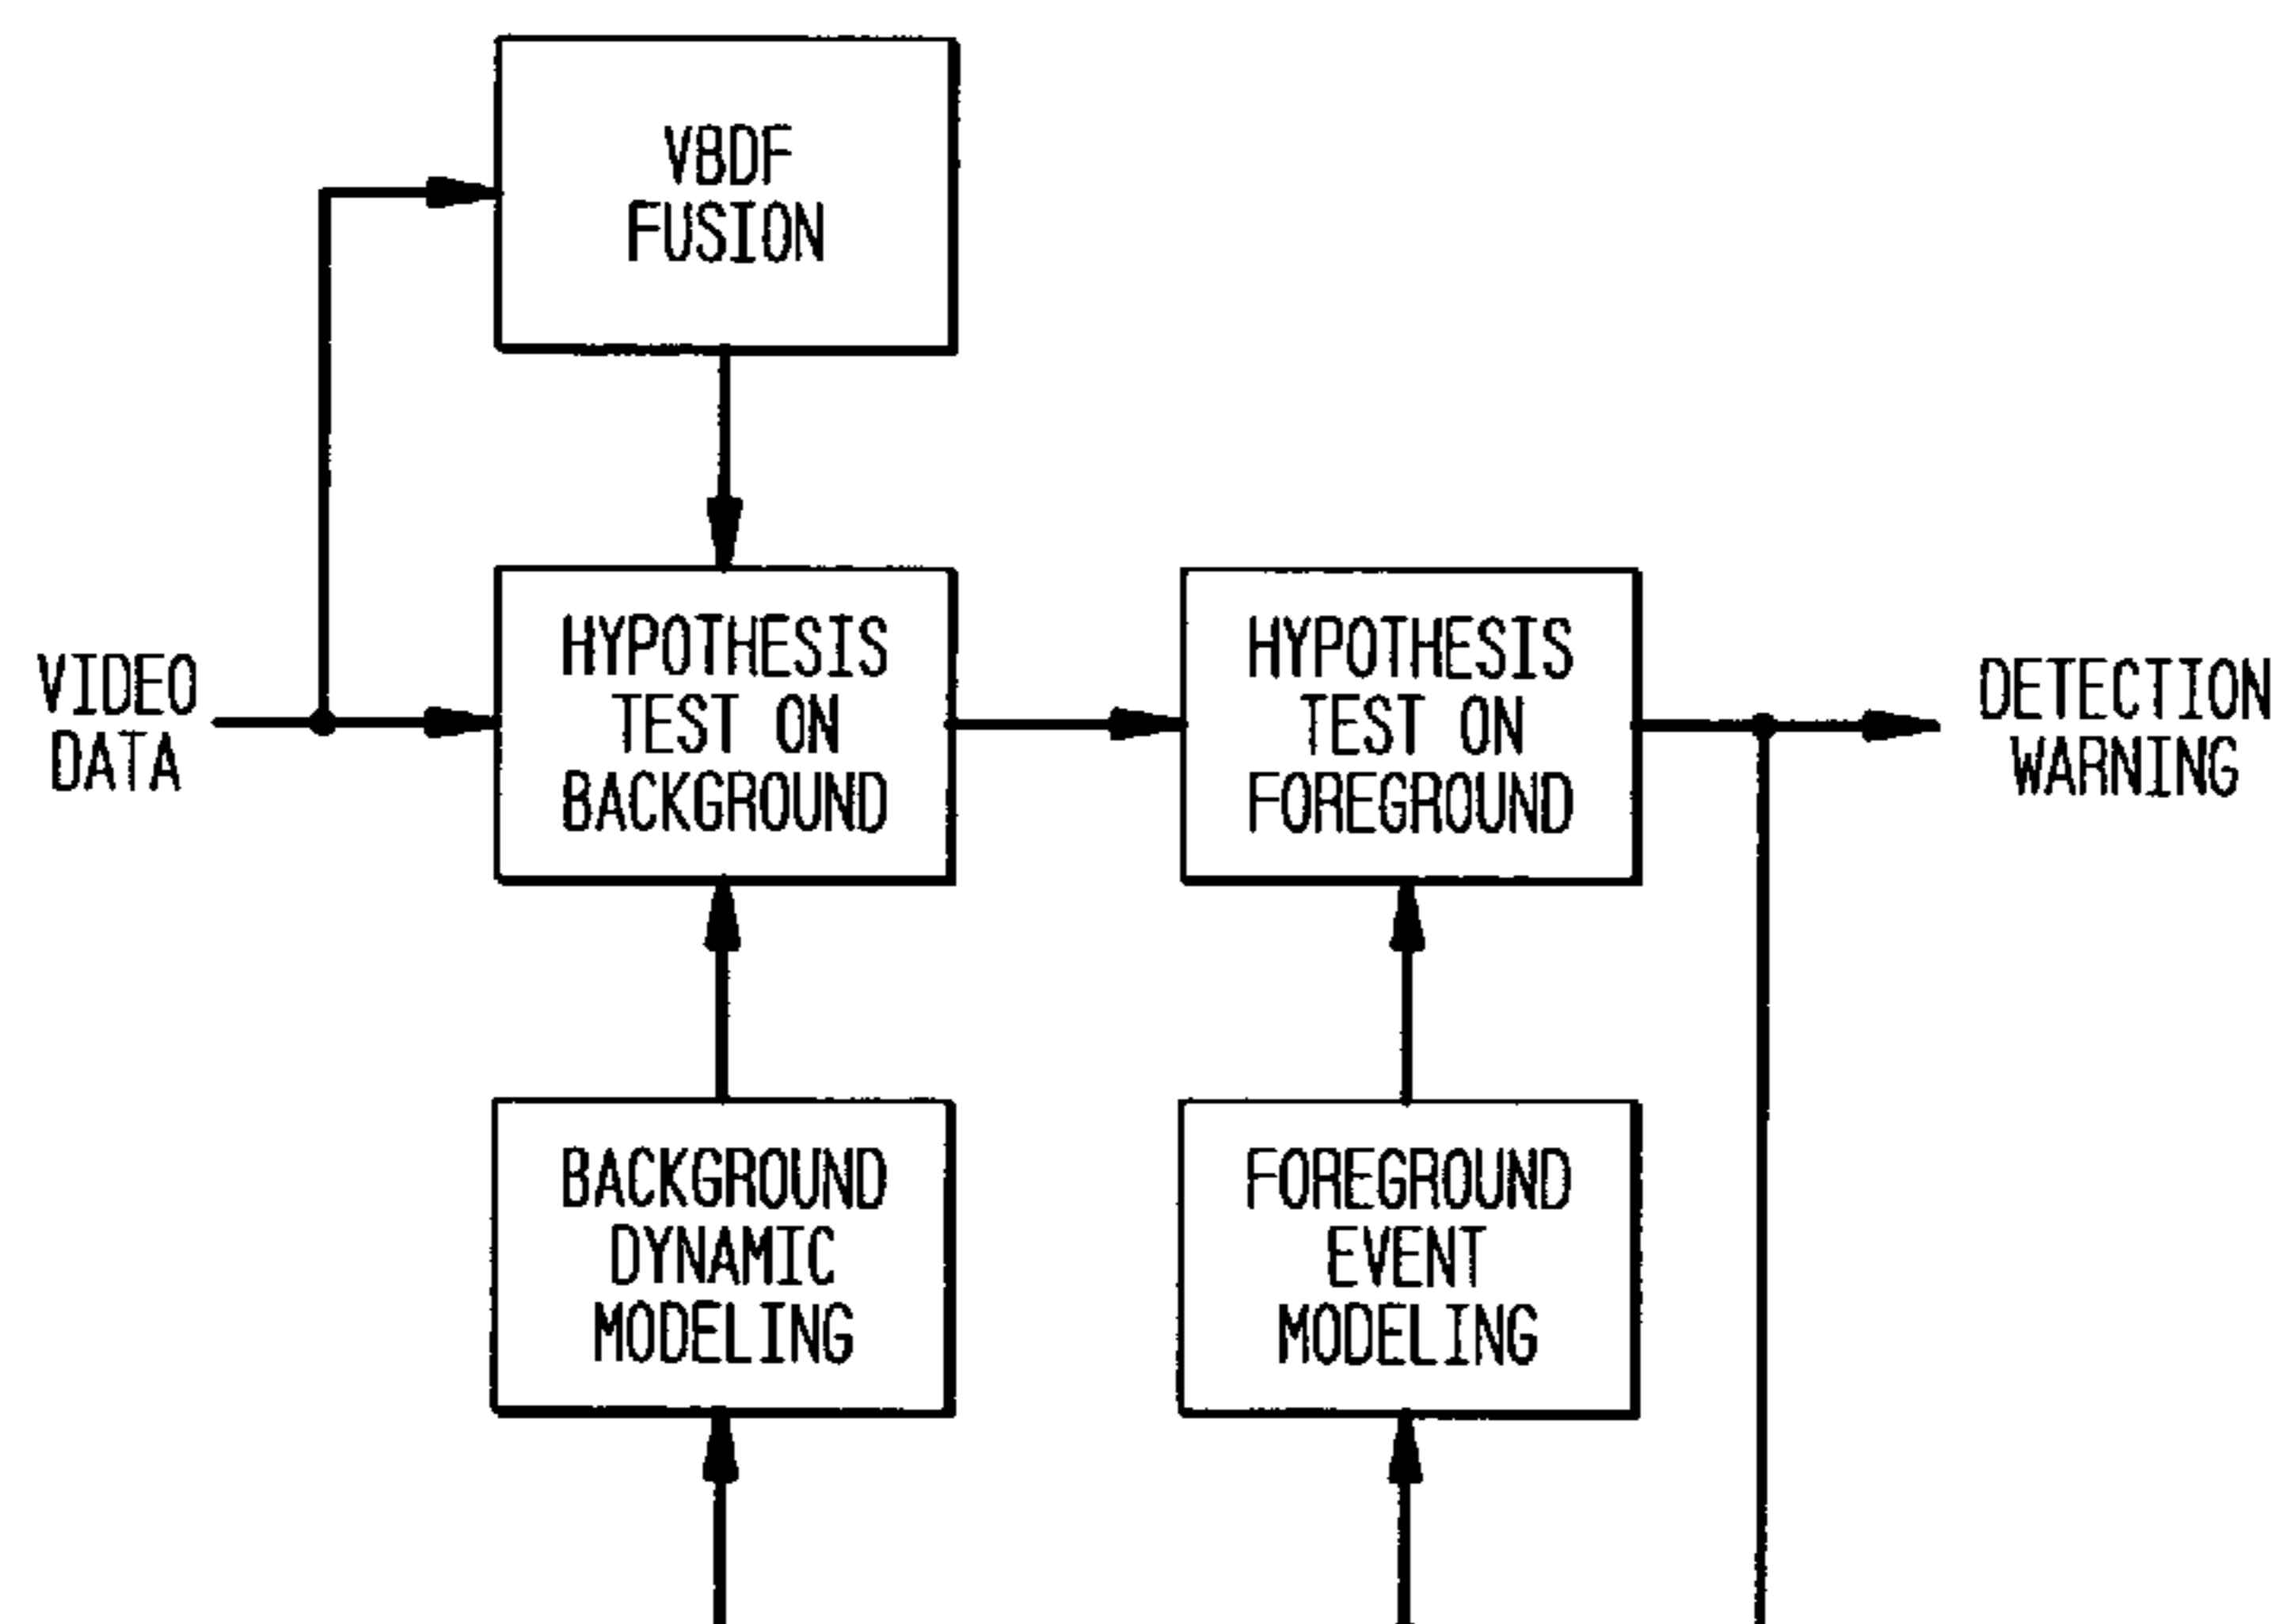 VBDF
FUSION
VIDEO
DATA
HYPOTHESIS
TEST ON
BACKGROUND
HYPOTHESIS
TEST ON
FOREGROUND
DETECTION
WARNING
BACKGROUND
DYNAMIC
MODELING
FOREGROUND
EVENT
MODELING